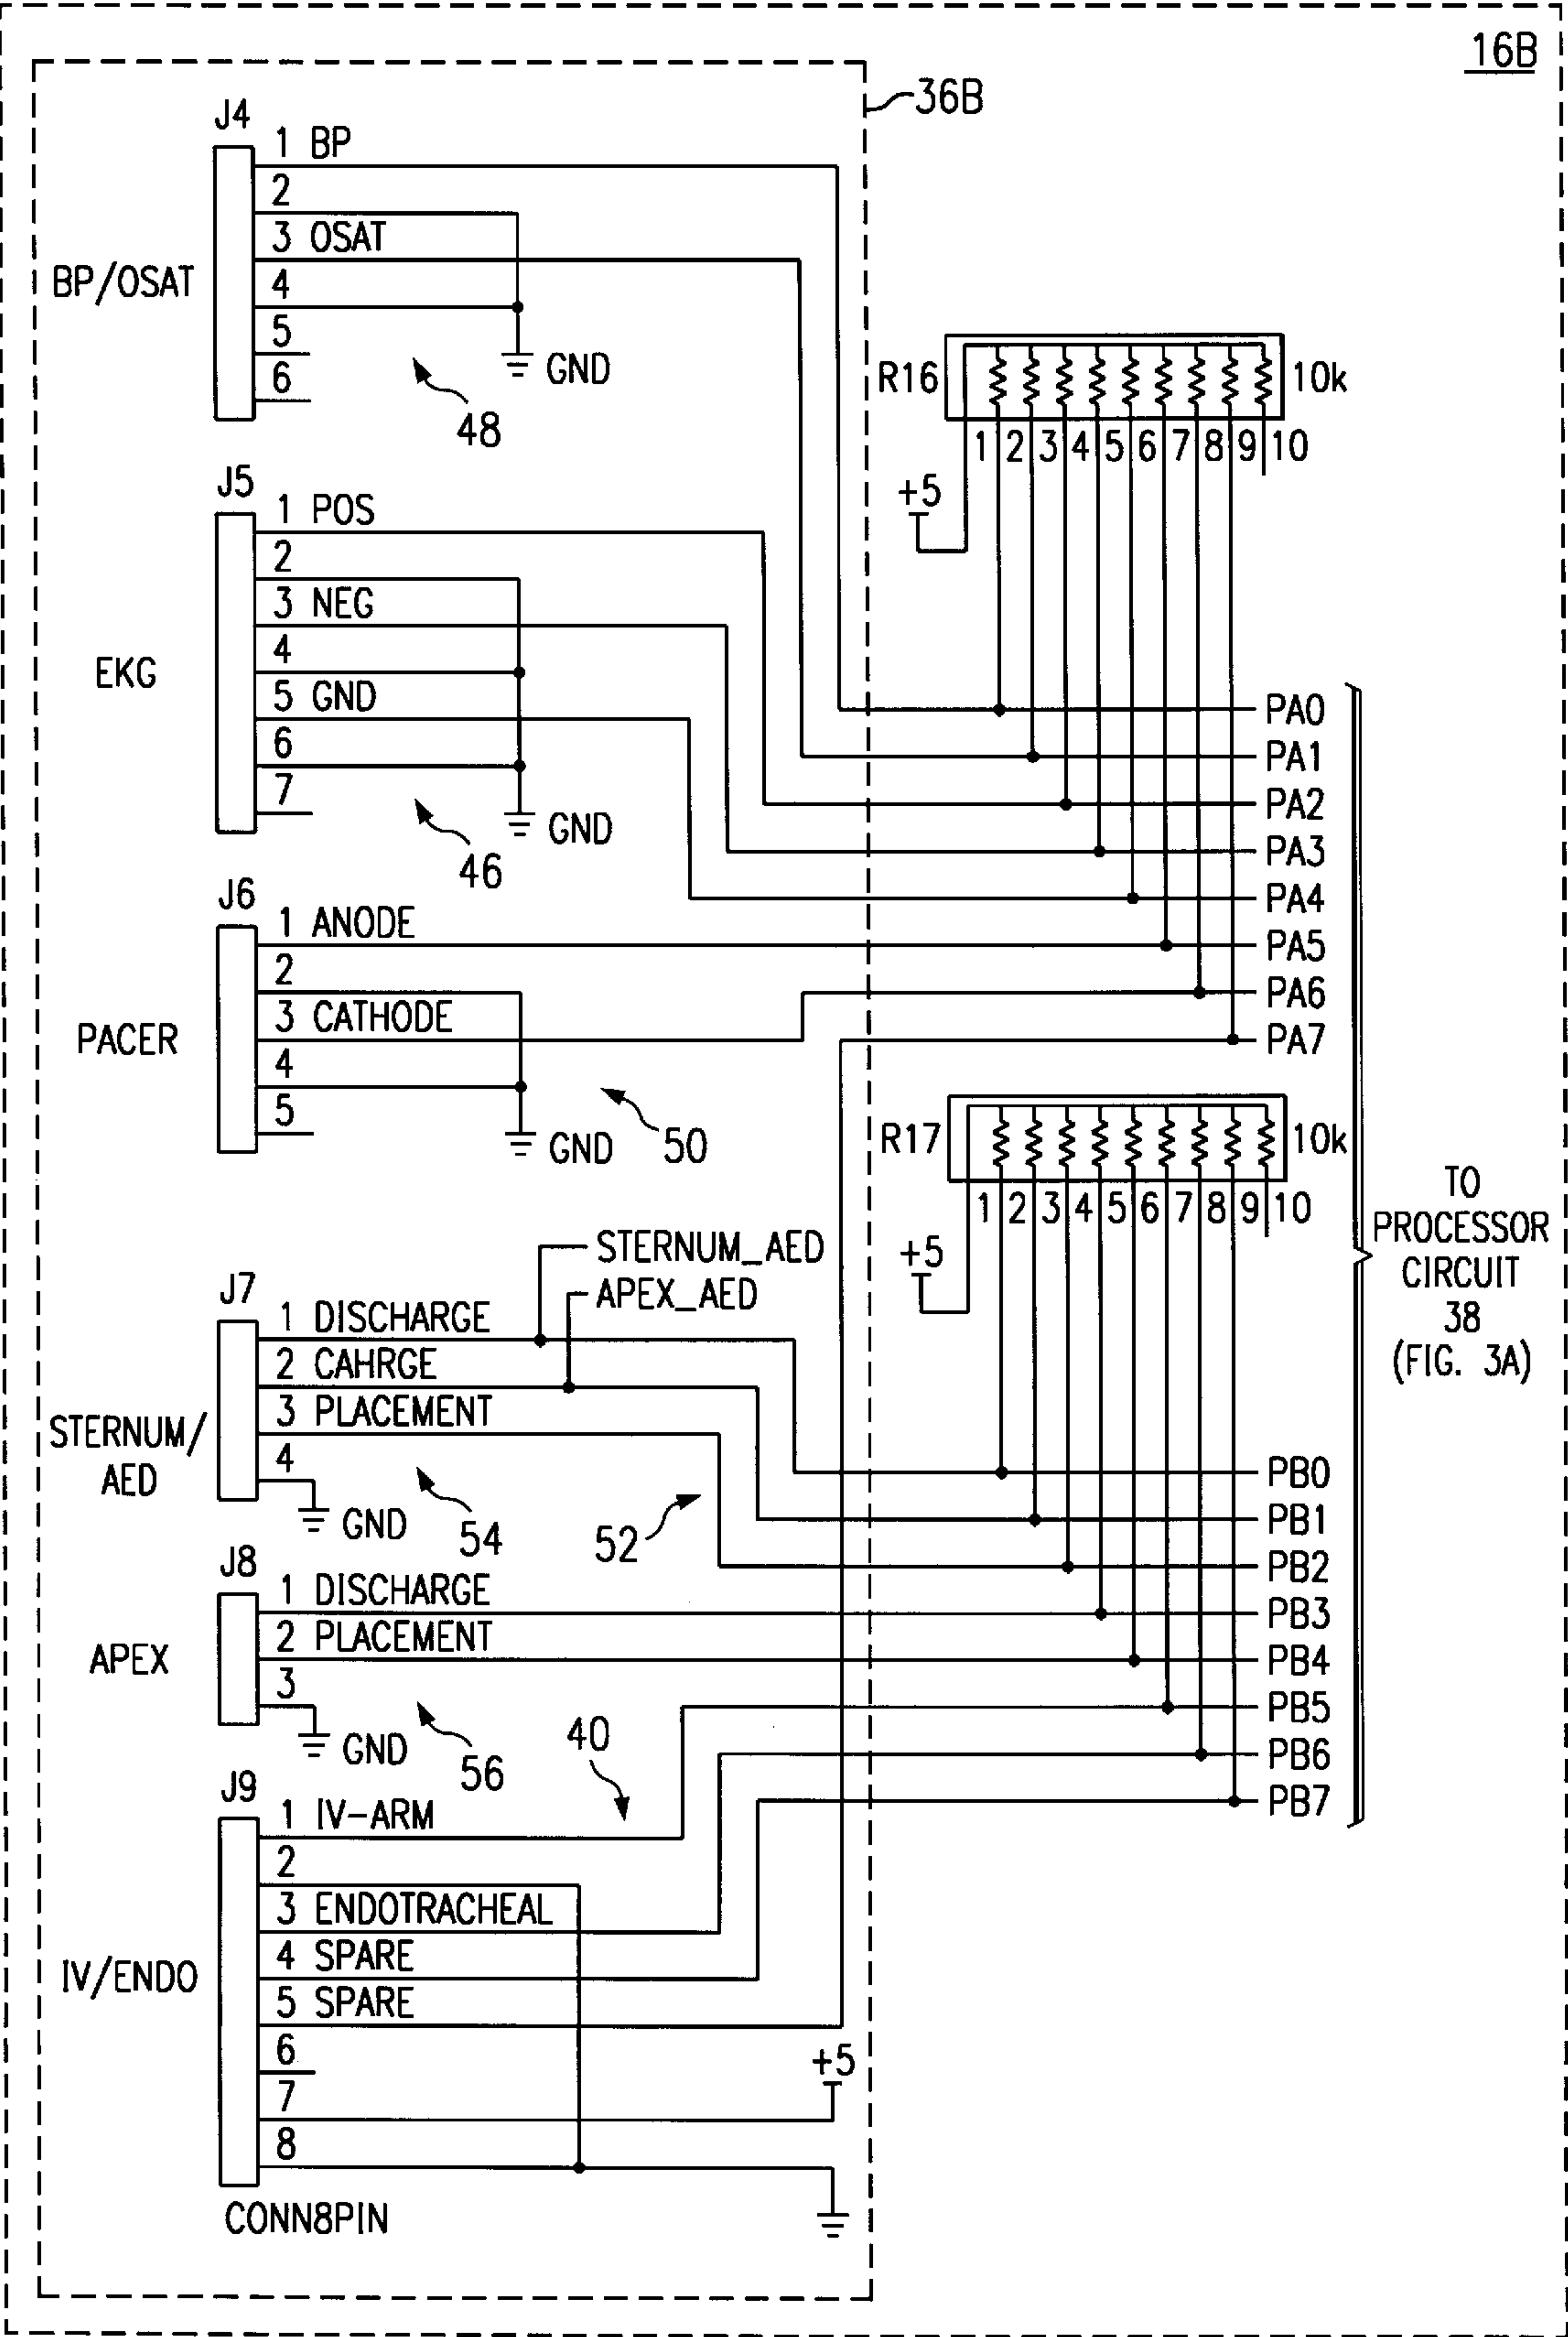 16B
36B
J4
1 BP
2
3 OSAT
4
5
6
BP/OSAT
GND
48
R16
10k
1 2 3 4 5 6 7 8 9 10
+5
J5
1 POS
2
3 NEG
4
5 GND
6
7
EKG
GND
46
PA0
PA1
PA2
PA3
PA4
PA5
PA6
PA7
J6
1 ANODE
2
3 CATHODE
4
5
PACER
GND
50
R17
10k
1 2 3 4 5 6 7 8 9 10
+5
TO
PROCESSOR
CIRCUIT
38
(FIG. 3A)
STERNUM_AED
APEX_AED
J7
1 DISCHARGE
2 CAHRGE
3 PLACEMENT
4
STERNUM/
AED
GND
54
52
PB0
PB1
PB2
PB3
PB4
PB5
PB6
PB7
J8
1 DISCHARGE
2 PLACEMENT
3
APEX
GND
56
40
J9
1 IV-ARM
2
3 ENDOTRACHEAL
4 SPARE
5 SPARE
6
7
8
IV/ENDO
+5
CONN8PIN